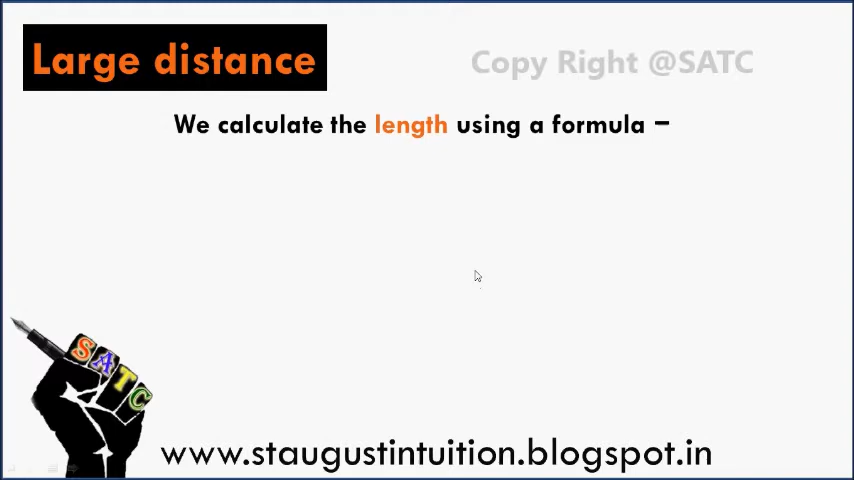 Large distance
Copy Right @SATC
We calculate the length using a formula –
SATC
www.staugustintuition.blogspot.in